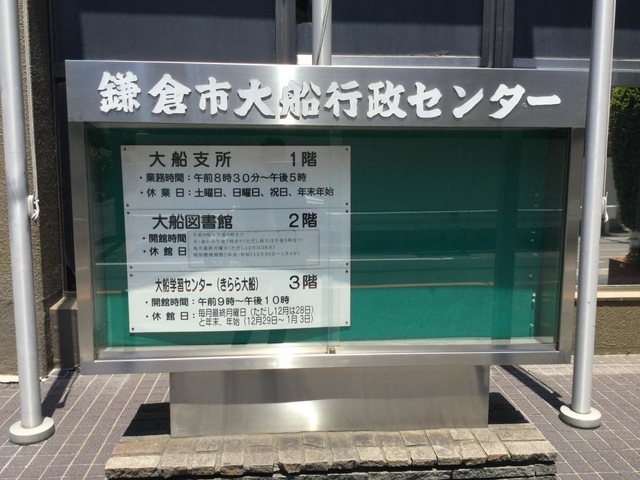 鎌倉市大船行政センター
大船支所 1階
・業務時間：午前8時30分～午後5時
・休業日：土曜日、日曜日、祝日、年末年始
大船図書館 2階
・開館時間
・休館日
大船学習センター（きらら大船） 3階
・開館時間：午前9時～午後10時
・休館日：毎月最終月曜日（ただし12月は28日）
と年末、年始（12月29日～1月3日）